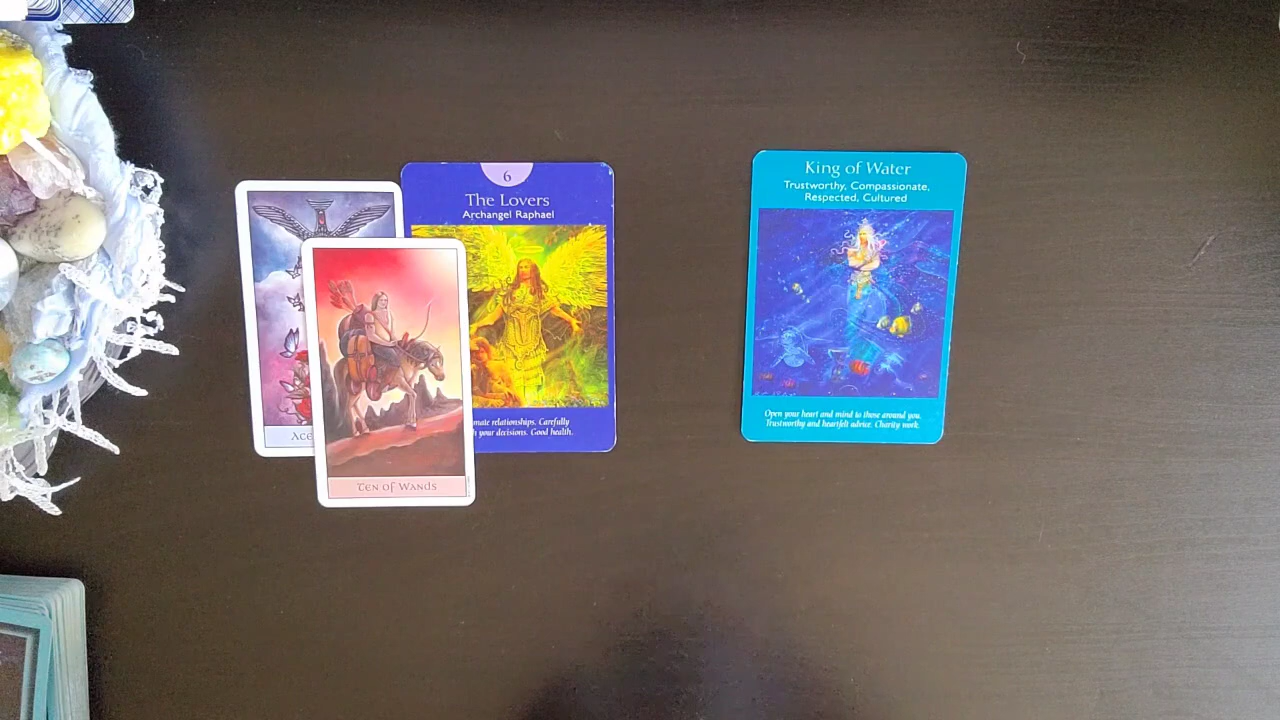 6
The Lovers
Archangel Raphael
mate relationships. Carefully
your decisions. Good health.
ACE
Ten of Wands
King of Water
Trustworthy, Compassionate,
Respected, Cultured
Open your heart and mind to those around you.
Trustworthy and heartfelt advice. Charity work.